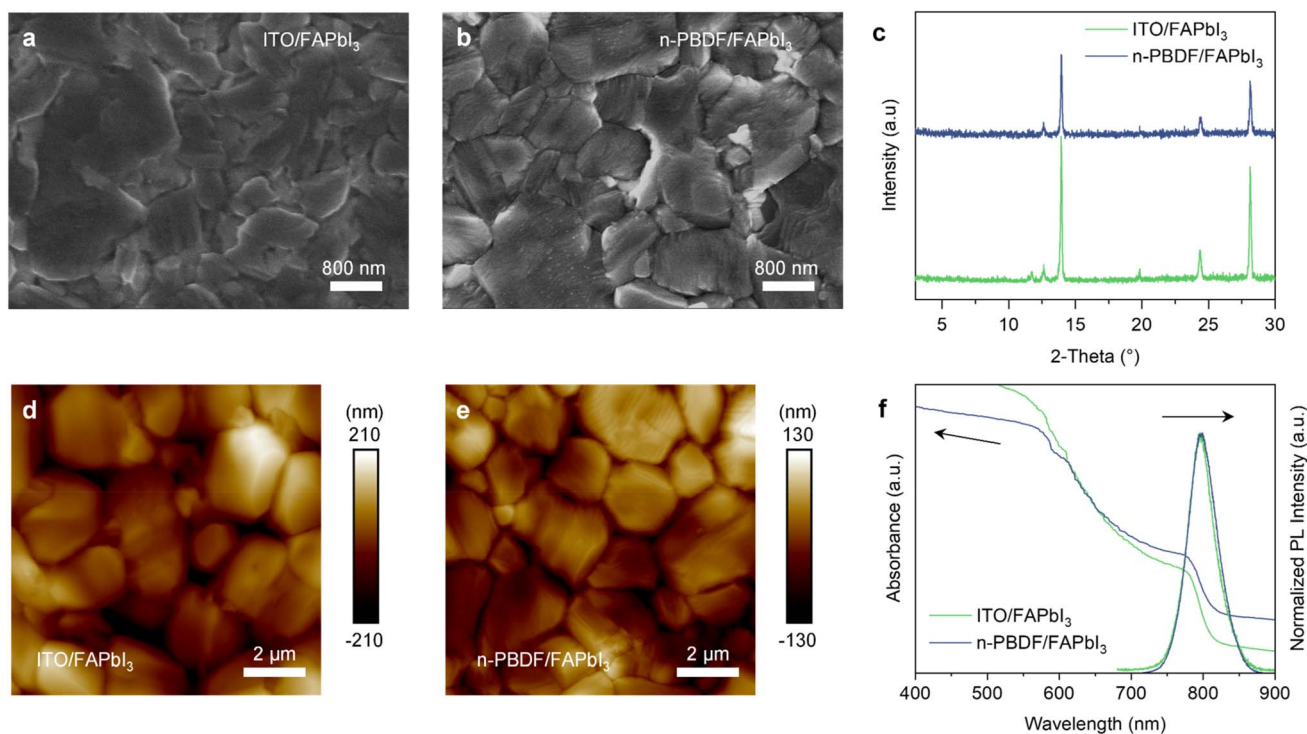 a
ITO/FAPbI₃
800 nm
b
n-PBDF/FAPbI₃
800 nm
c
ITO/FAPbI₃
n-PBDF/FAPbI₃
Intensity (a.u)
5 10 15 20 25 30
2-Theta (°)
d
ITO/FAPbI₃
2 μm
(nm)
210
-210
e
n-PBDF/FAPbI₃
2 μm
(nm)
130
-130
f
Absorbance (a.u.)
Normalized PL Intensity (a.u.)
ITO/FAPbI₃
n-PBDF/FAPbI₃
400 500 600 700 800 900
Wavelength (nm)